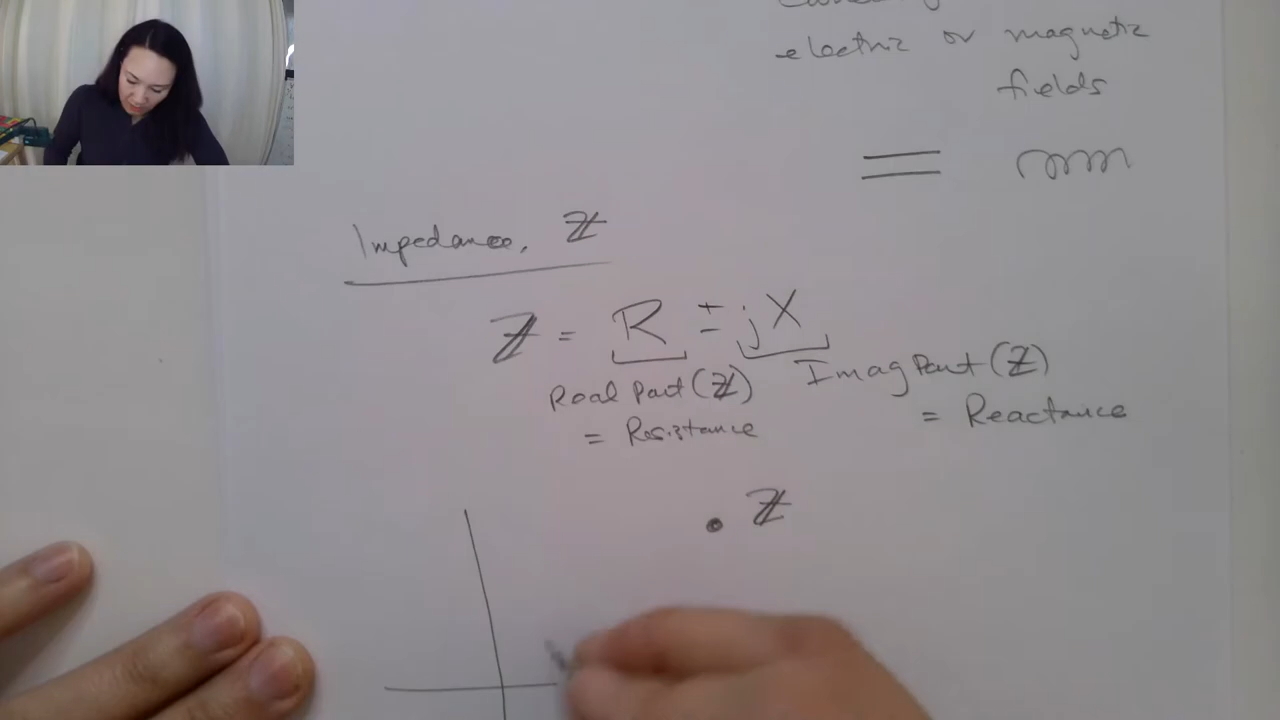 electric or magnetic
fields
Impedance, Z
Z = R ± jX
Real Part (Z)
= Resistance
Imag Part (Z)
= Reactance
Z